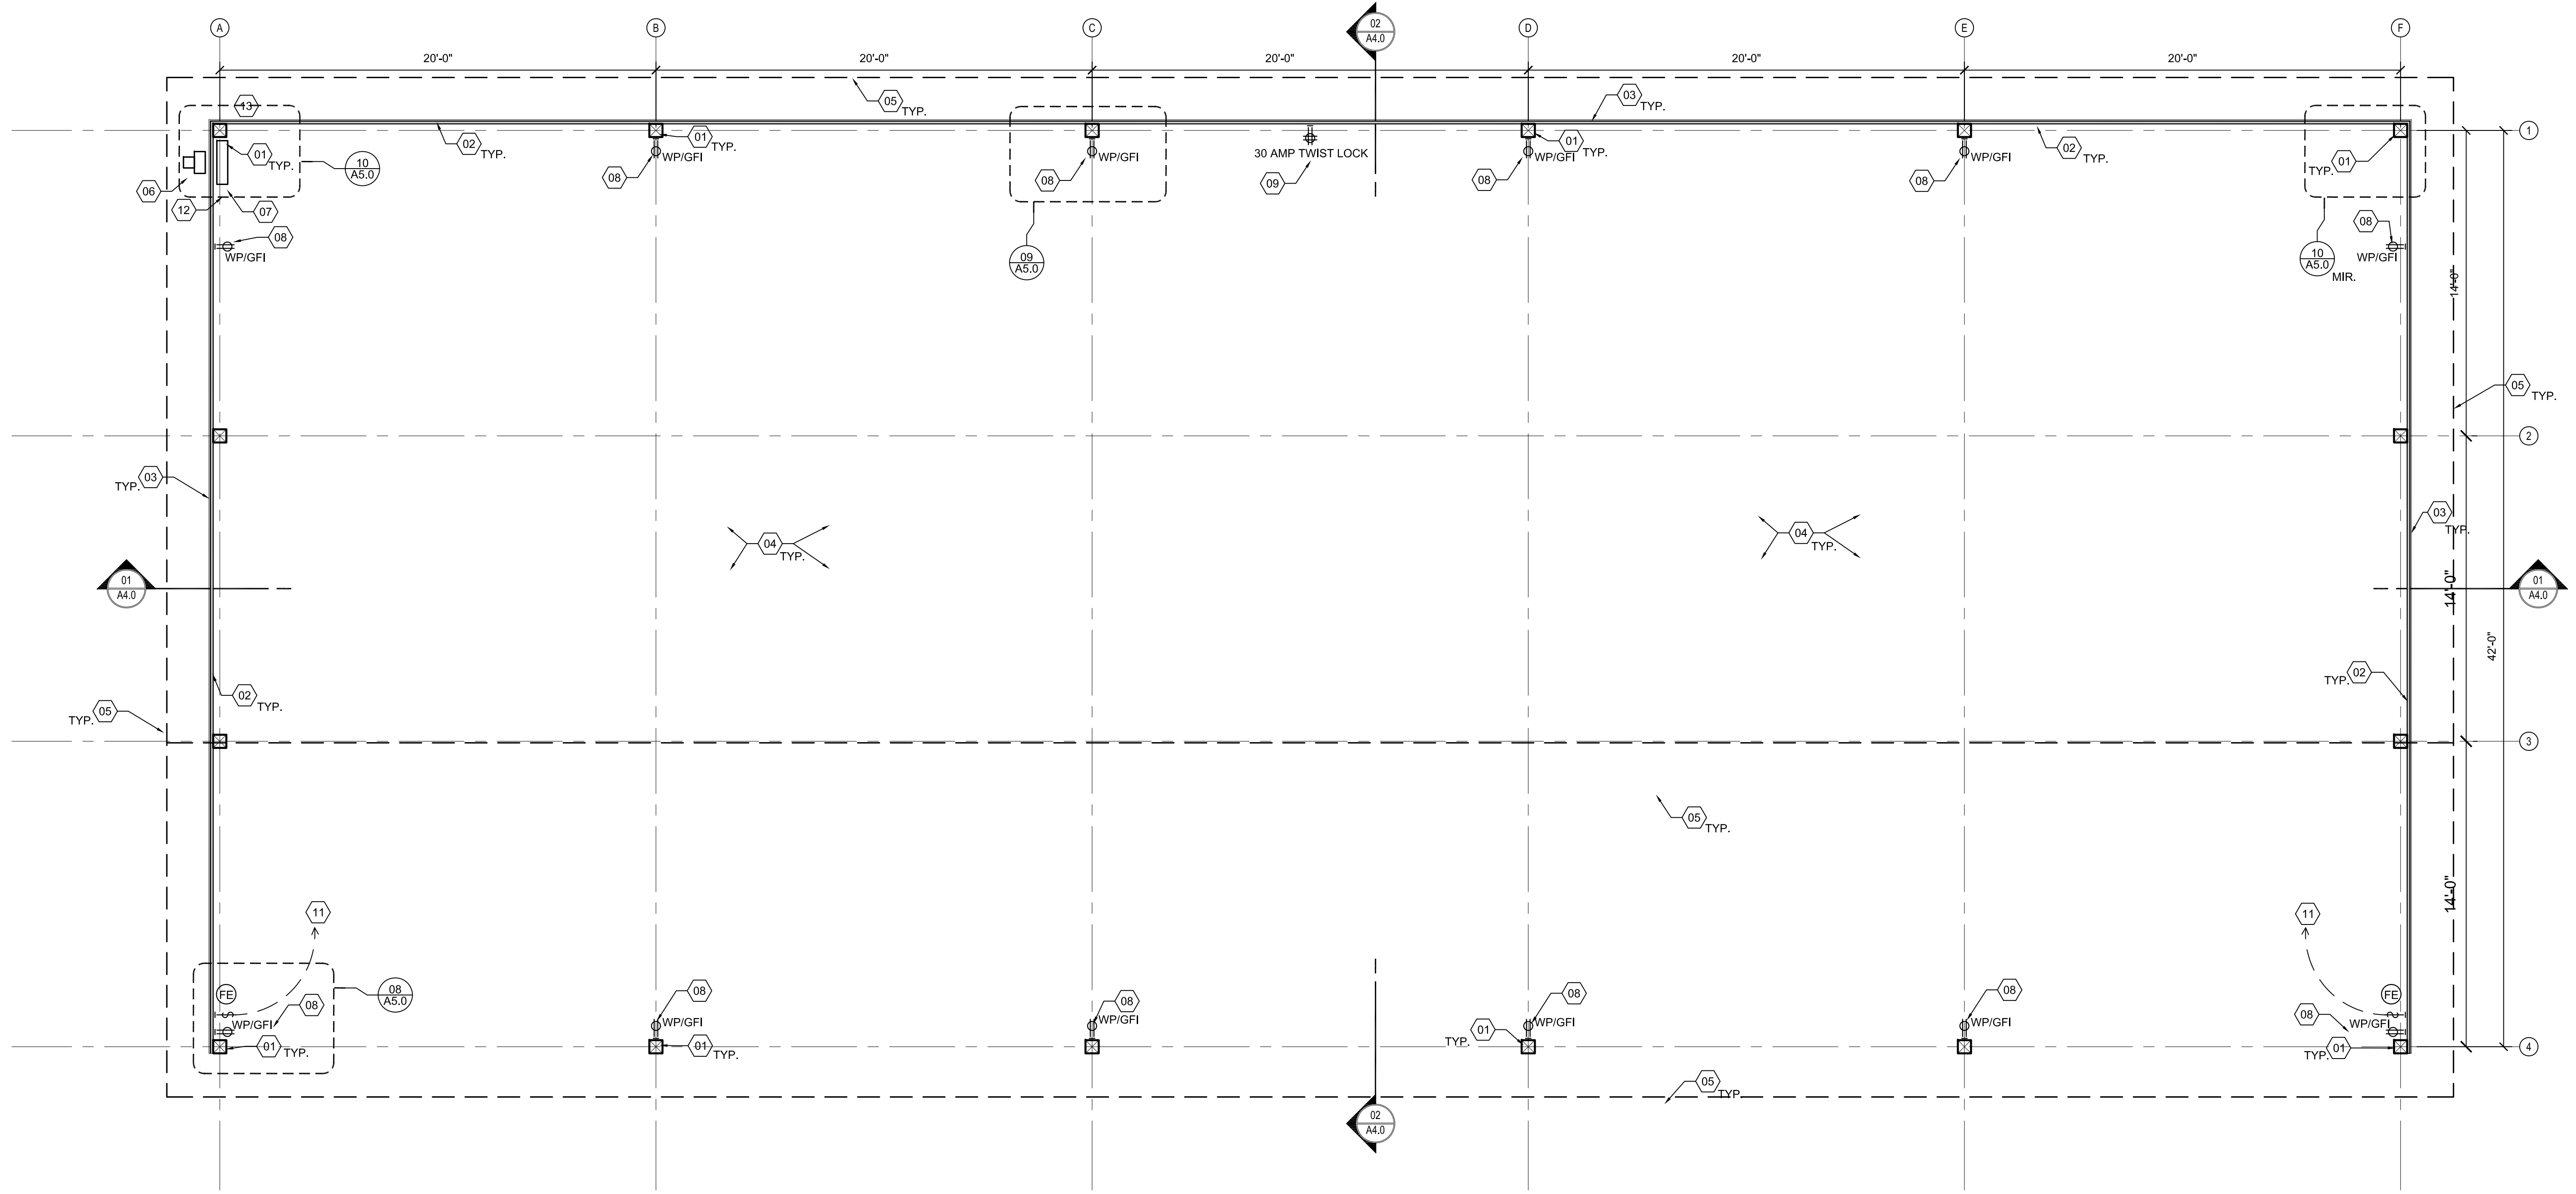 A
B
C
02
A4.0
D
E
F
20'-0"
20'-0"
20'-0"
20'-0"
20'-0"
13
05
TYP.
03
TYP.
01
TYP.
02
TYP.
10
A5.0
06
12
07
01
TYP.
WP/GFI
08
WP/GFI
08
30 AMP TWIST LOCK
09
01
TYP.
WP/GFI
08
WP/GFI
08
02
TYP.
01
TYP.
1
08
WP/GFI
09
A5.0
08
WP/GFI
10
A5.0
MIR.
14'-0"
05
TYP.
2
TYP.
03
04
TYP.
04
TYP.
03
TYP.
01
A4.0
01
A4.0
14'-0"
42'-0"
02
TYP.
TYP.
02
TYP.
05
3
05
TYP.
14'-0"
11
11
FE
08
A5.0
08
WP/GFI
01
TYP.
08
WP/GFI
01
TYP.
08
WP/GFI
08
WP/GFI
01
TYP.
08
WP/GFI
FE
08
WP/GFI
01
TYP.
4
05
TYP.
02
A4.0